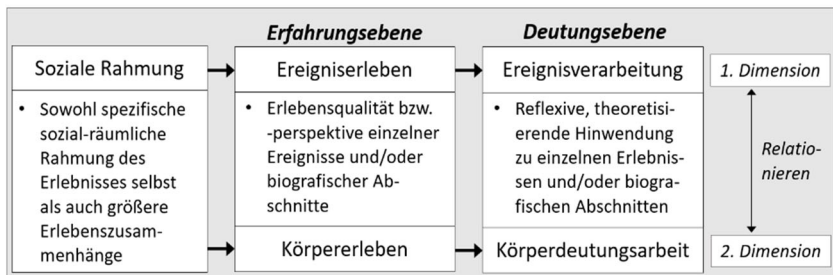 Erfahrungsebene
Deutungsebene
Soziale Rahmung
Ereigniserleben
Ereignisverarbeitung
1. Dimension
• Sowohl spezifische
sozial-räumliche
Rahmung des
Erlebnisses selbst
als auch größere
Erlebenszusam-
menhänge
• Erlebensqualität bzw.
-perspektive einzelner
Ereignisse und/oder
biografischer Ab-
schnitte
• Reflexive, theoretisi-
erende Hinwendung
zu einzelnen Erlebnis-
sen und/oder biogra-
fischen Abschnitten
Relatio-
nieren
Körpererleben
Körperdeutungsarbeit
2. Dimension